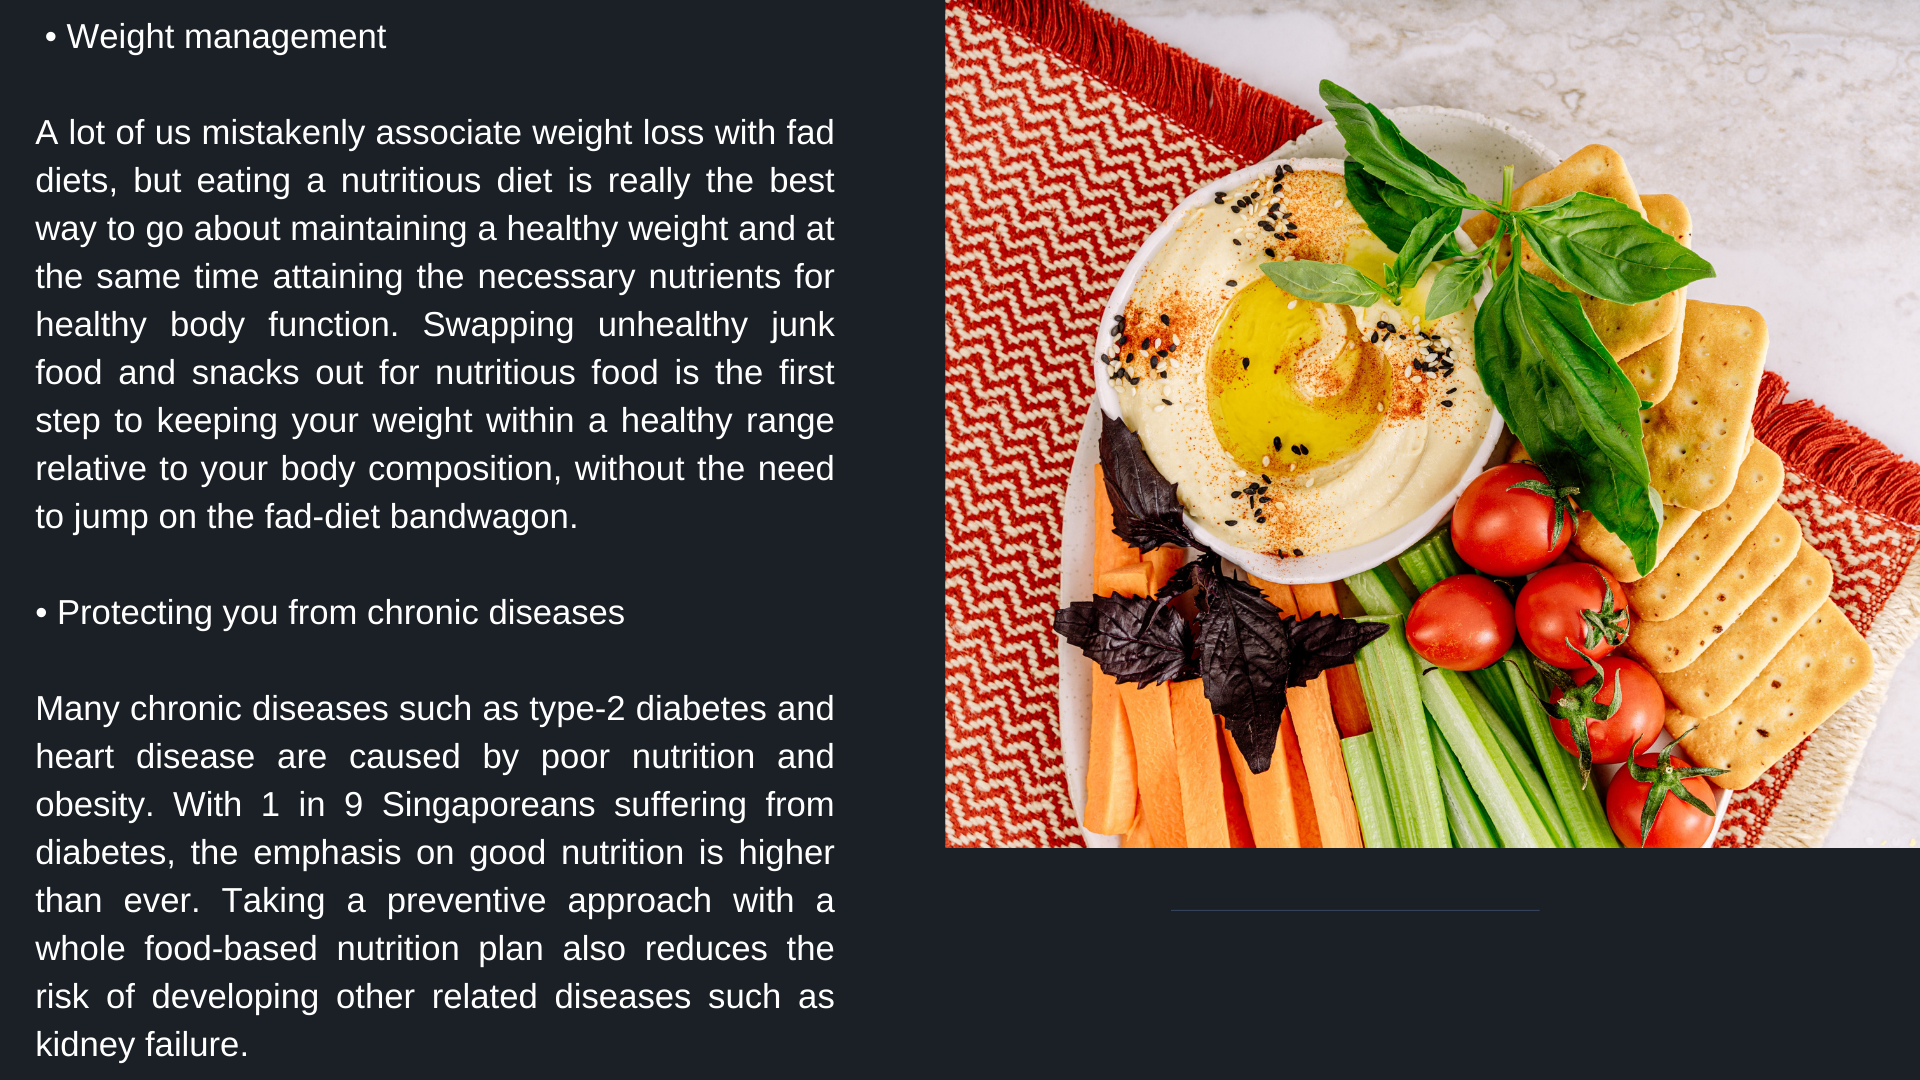 • Weight management
A lot of us mistakenly associate weight loss with fad
diets, but eating a nutritious diet is really the best
way to go about maintaining a healthy weight and at
the same time attaining the necessary nutrients for
healthy body function. Swapping unhealthy junk
food and snacks out for nutritious food is the first
step to keeping your weight within a healthy range
relative to your body composition, without the need
to jump on the fad-diet bandwagon.
• Protecting you from chronic diseases
Many chronic diseases such as type-2 diabetes and
heart disease are caused by poor nutrition and
obesity. With 1 in 9 Singaporeans suffering from
diabetes, the emphasis on good nutrition is higher
than ever. Taking a preventive approach with a
whole food-based nutrition plan also reduces the
risk of developing other related diseases such as
kidney failure.